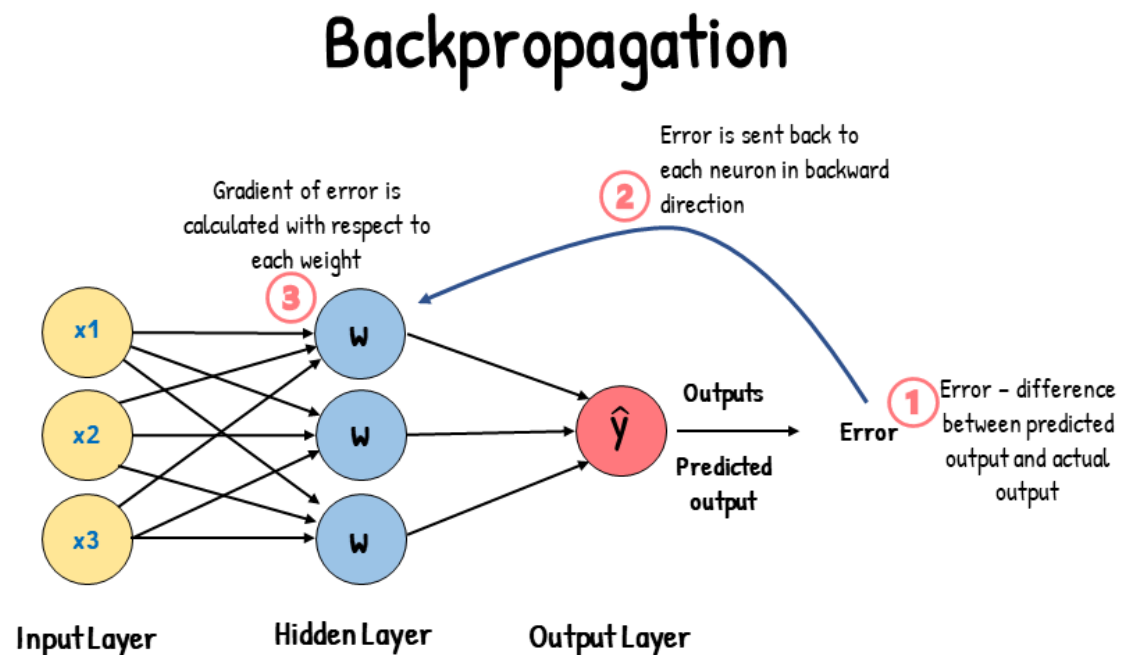 Backpropagation
Error is sent back to
each neuron in backward
direction
2
Gradient of error is
calculated with respect to
each weight
3
x1
x2
x3
w
w
w
ŷ
Outputs
Predicted
output
Error
1
Error - difference
between predicted
output and actual
output
Input Layer
Hidden Layer
Output Layer